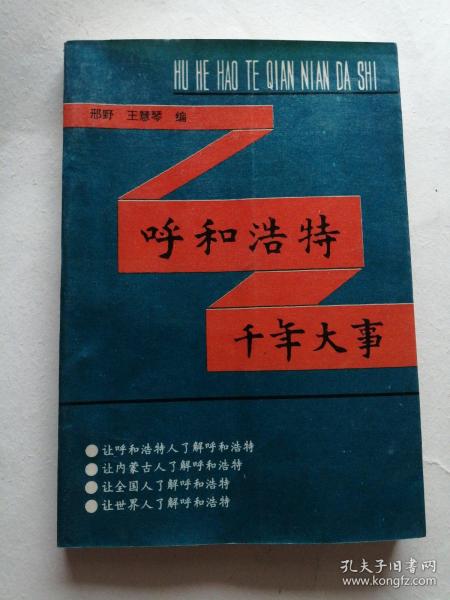 HU HE HAO TE QIAN NIAN DA SHI
邢野 王慧琴 编
呼和浩特
千年大事
●让呼和浩特人了解呼和浩特
●让内蒙古人了解呼和浩特
●让全国人了解呼和浩特
●让世界人了解呼和浩特
孔夫子旧书网
www.kongfz.com